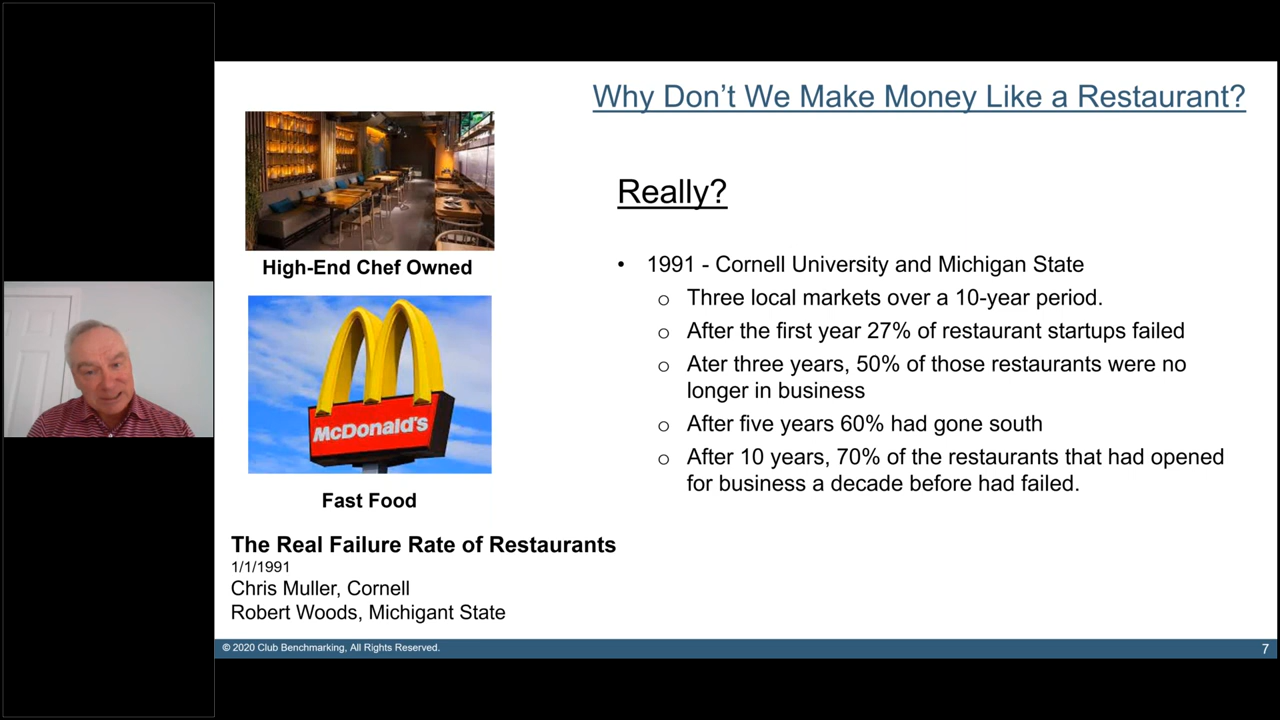 Why Don’t We Make Money Like a Restaurant?
High-End Chef Owned
McDonald's
Fast Food
The Real Failure Rate of Restaurants
1/1/1991
Chris Muller, Cornell
Robert Woods, Michigant State
Really?
• 1991 - Cornell University and Michigan State
o Three local markets over a 10-year period.
o After the first year 27% of restaurant startups failed
o Ater three years, 50% of those restaurants were no
longer in business
o After five years 60% had gone south
o After 10 years, 70% of the restaurants that had opened
for business a decade before had failed.
© 2020 Club Benchmarking, All Rights Reserved.
7